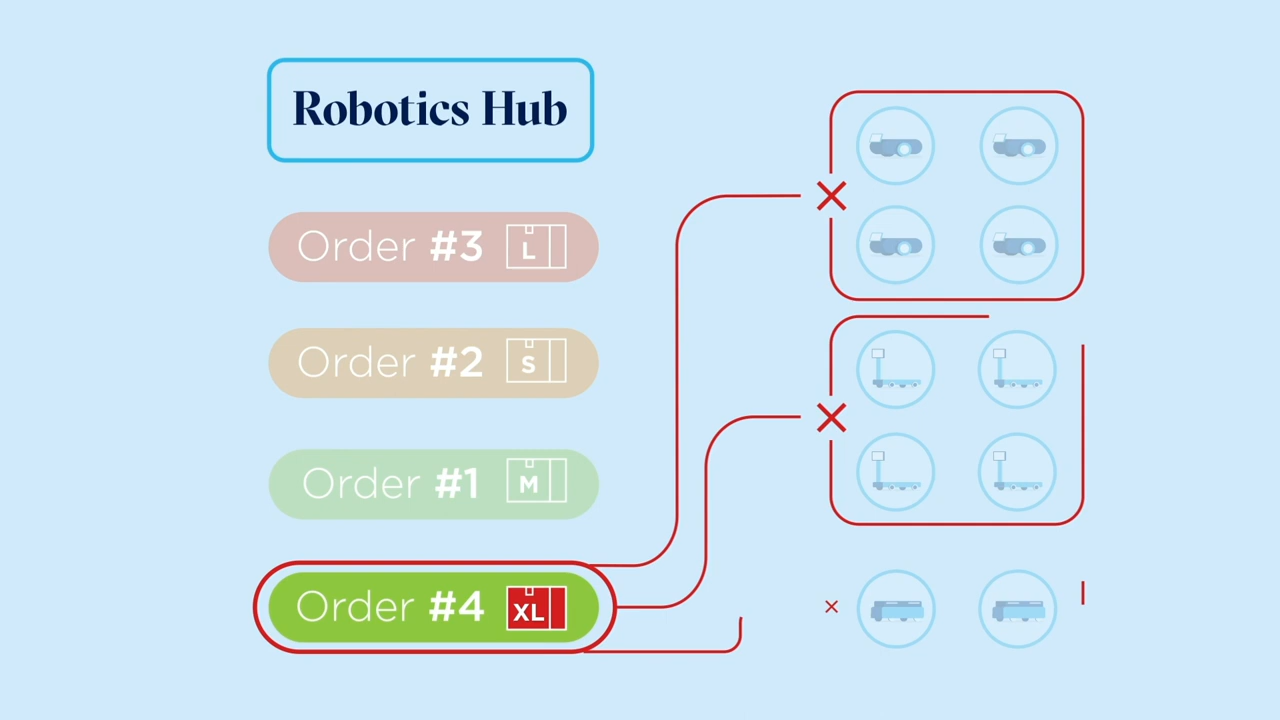 Robotics Hub
Order #3 L
Order #2 S
Order #1 M
Order #4 XL